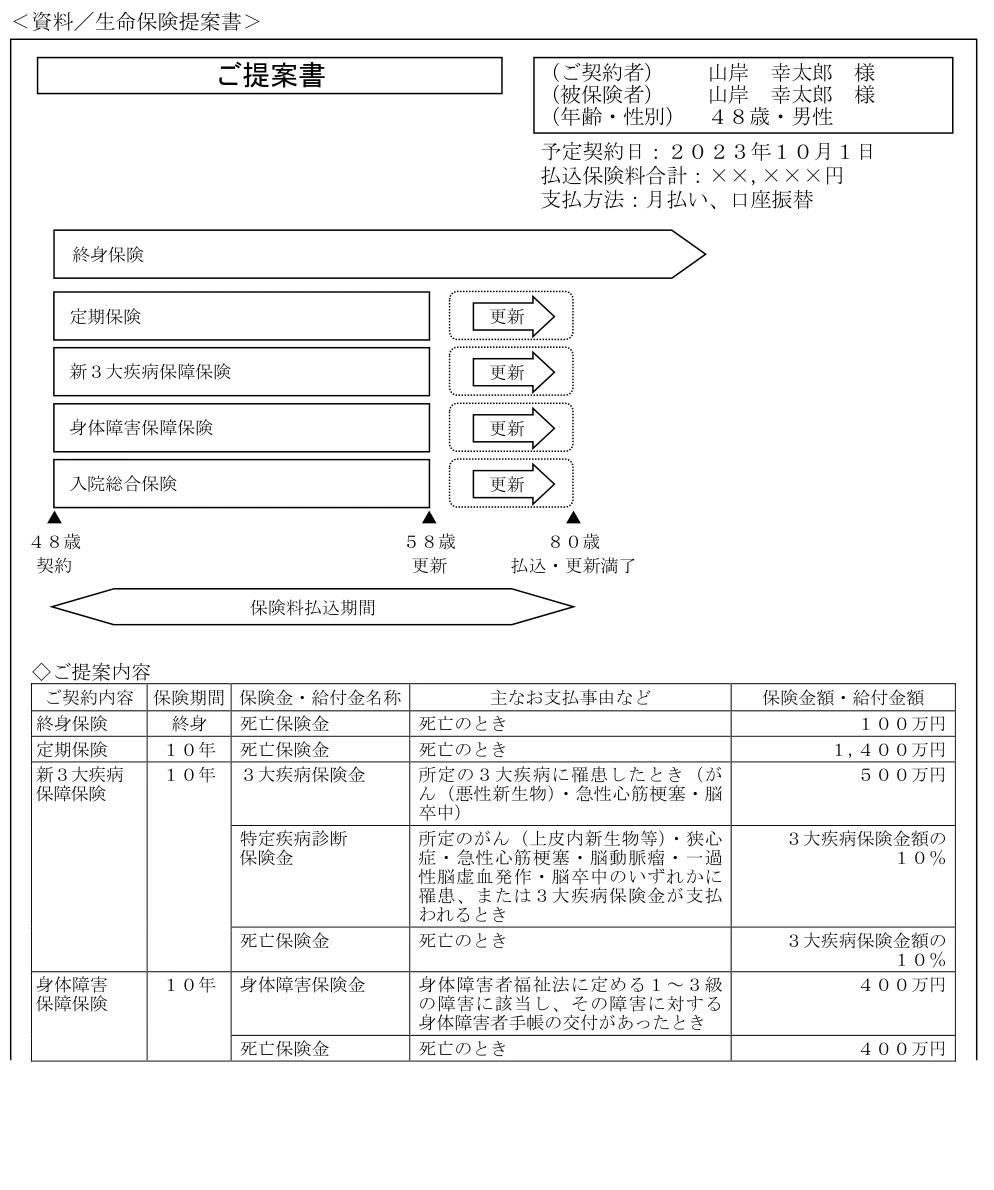 ＜資料／生命保険提案書＞
ご提案書
（ご契約者）　　山岸　幸太郎　様
（被保険者）　　山岸　幸太郎　様
（年齢・性別）　４８歳・男性
予定契約日：２０２３年１０月１日
払込保険料合計：××,×××円
支払方法：月払い、口座振替
終身保険
定期保険
更新
新３大疾病保障保険
更新
身体障害保障保険
更新
入院総合保険
更新
▲　▲　▲
４８歳　５８歳　８０歳
契約　更新　払込・更新満了
保険料払込期間
◇ご提案内容
ご契約内容　保険期間　保険金・給付金名称　主なお支払事由など　保険金額・給付金額
終身保険　終身　死亡保険金　死亡のとき　１００万円
定期保険　１０年　死亡保険金　死亡のとき　１,４００万円
新３大疾病
保障保険
１０年
３大疾病保険金
所定の３大疾病に罹患したとき（が
ん（悪性新生物）・急性心筋梗塞・脳
卒中）
５００万円
特定疾病診断
保険金
所定のがん（上皮内新生物等）・狭心
症・急性心筋梗塞・脳動脈瘤・一過
性脳虚血発作・脳卒中のいずれかに
罹患、または３大疾病保険金が支払
われるとき
３大疾病保険金額の
１０％
死亡保険金
死亡のとき
３大疾病保険金額の
１０％
身体障害
保障保険
１０年
身体障害保険金
身体障害者福祉法に定める１～３級
の障害に該当し、その障害に対する
身体障害者手帳の交付があったとき
４００万円
死亡保険金　死亡のとき　４００万円